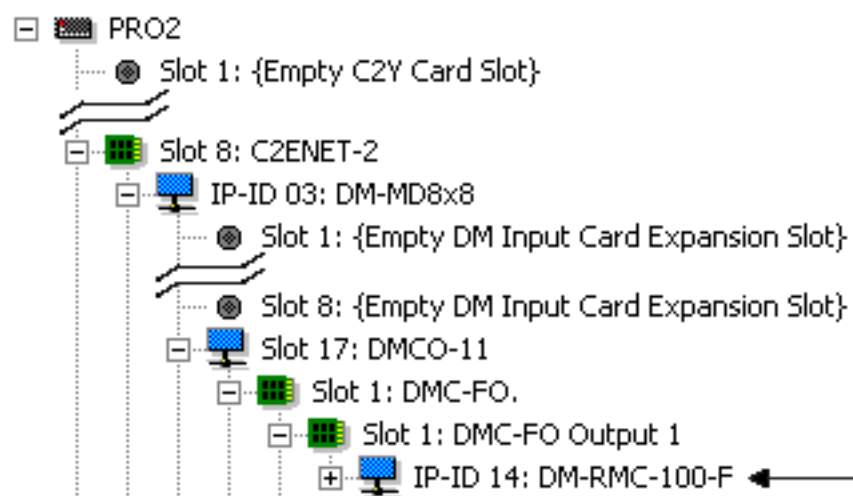 PRO2
Slot 1: {Empty C2Y Card Slot}
Slot 8: C2ENET-2
IP-ID 03: DM-MD8x8
Slot 1: {Empty DM Input Card Expansion Slot}
Slot 8: {Empty DM Input Card Expansion Slot}
Slot 17: DMCO-11
Slot 1: DMC-FO.
Slot 1: DMC-FO Output 1
IP-ID 14: DM-RMC-100-F